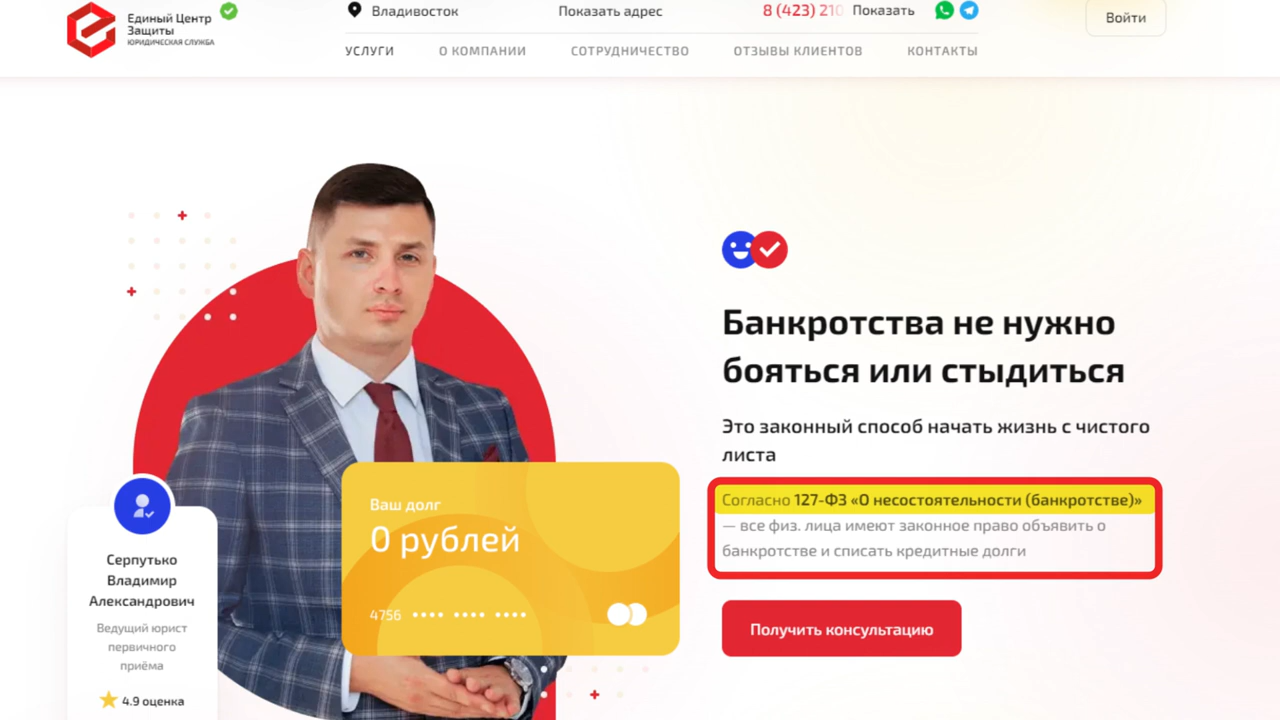 Единый Центр
Защиты
ЮРИДИЧЕСКАЯ СЛУЖБА
Владивосток
Показать адрес
8 (423) 210
Показать
Войти
УСЛУГИ
О КОМПАНИИ
СОТРУДНИЧЕСТВО
ОТЗЫВЫ КЛИЕНТОВ
КОНТАКТЫ
Банкротства не нужно
бояться или стыдиться
Это законный способ начать жизнь с чистого
листа
Согласно 127-ФЗ «О несостоятельности (банкротстве)»
— все физ. лица имеют законное право объявить о
банкротстве и списать кредитные долги
Получить консультацию
Ваш долг
0 рублей
4756 •••• •••• ••••
Серпутько
Владимир
Александрович
Ведущий юрист
первичного
приёма
4.9 оценка